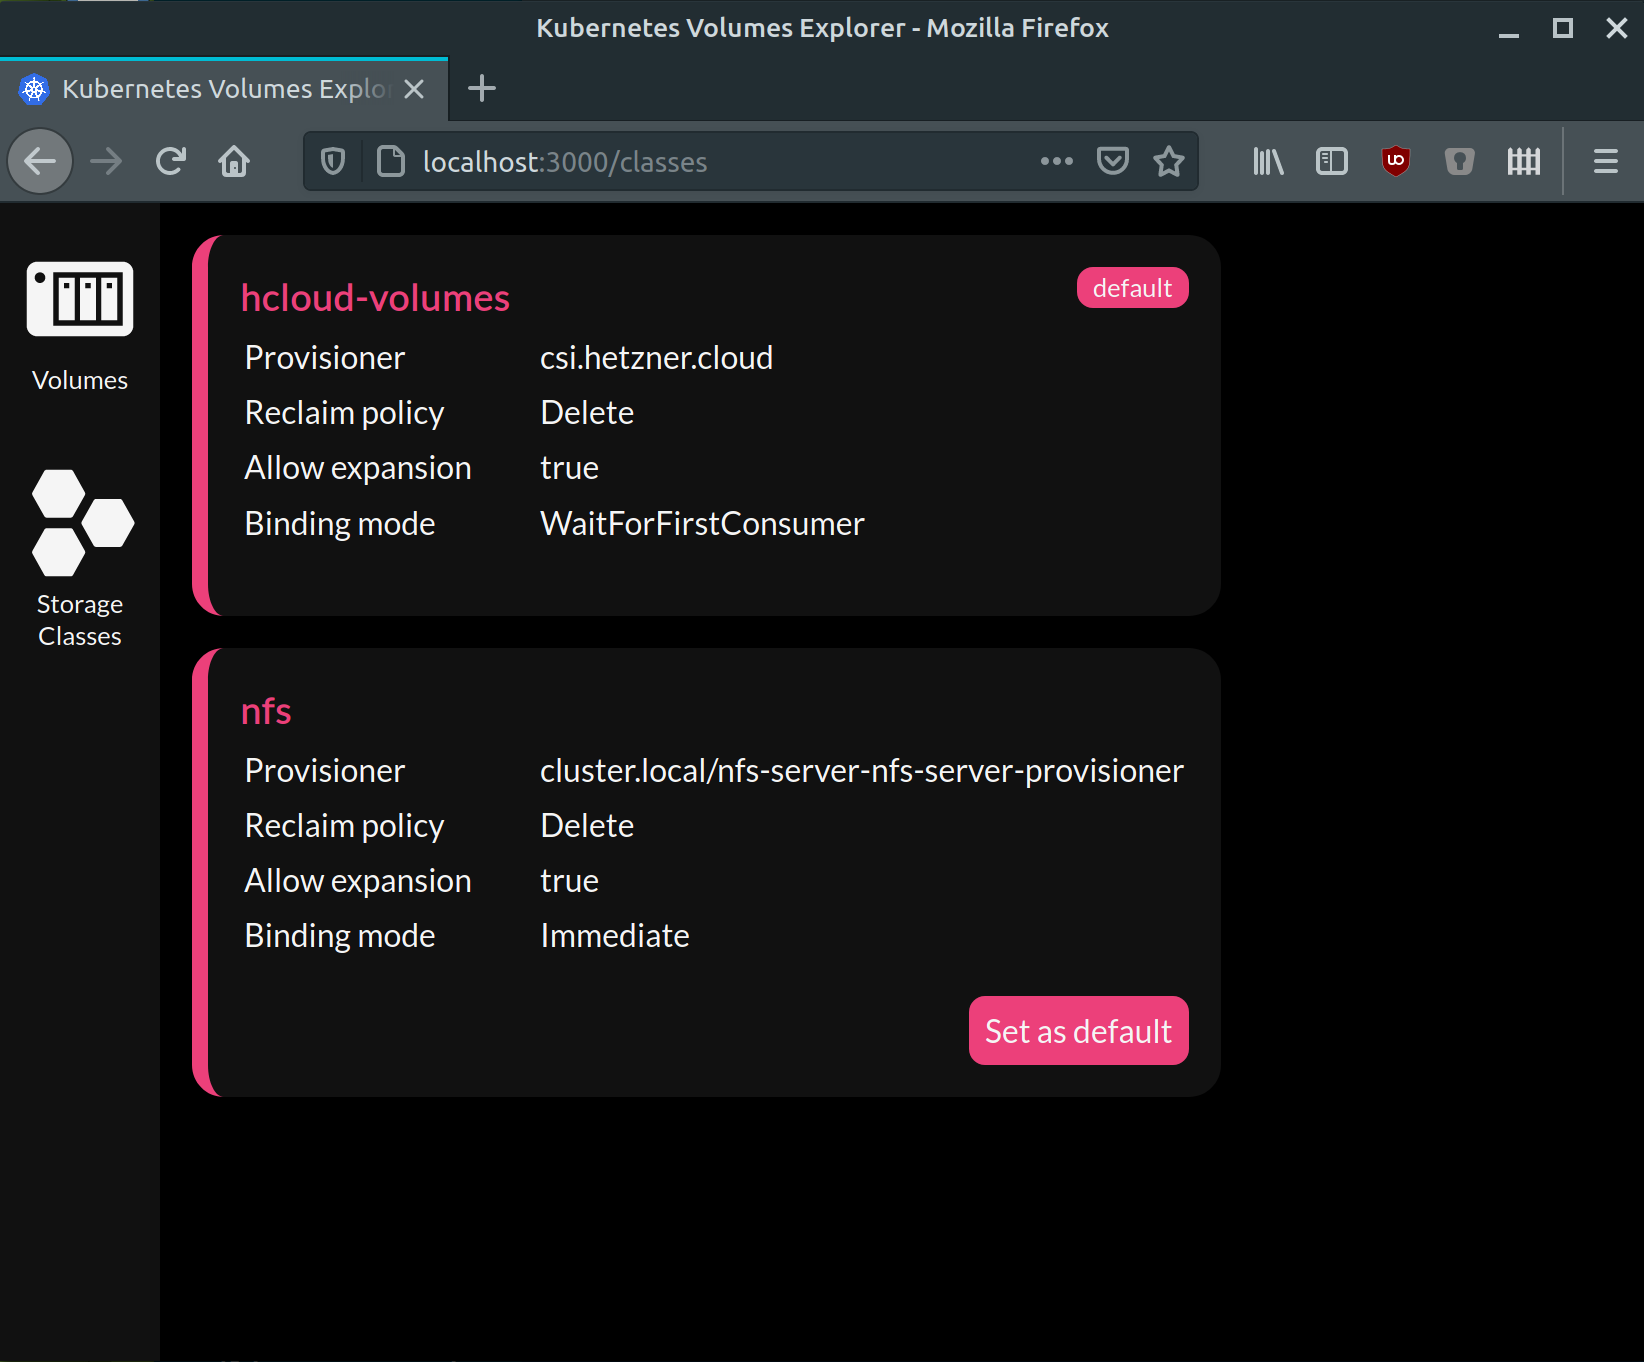 Kubernetes Volumes Explorer - Mozilla Firefox
Kubernetes Volumes Explo
localhost:3000/classes
Volumes
Storage
Classes
hcloud-volumes
default
Provisioner csi.hetzner.cloud
Reclaim policy Delete
Allow expansion true
Binding mode WaitForFirstConsumer
nfs
Provisioner cluster.local/nfs-server-nfs-server-provisioner
Reclaim policy Delete
Allow expansion true
Binding mode Immediate
Set as default